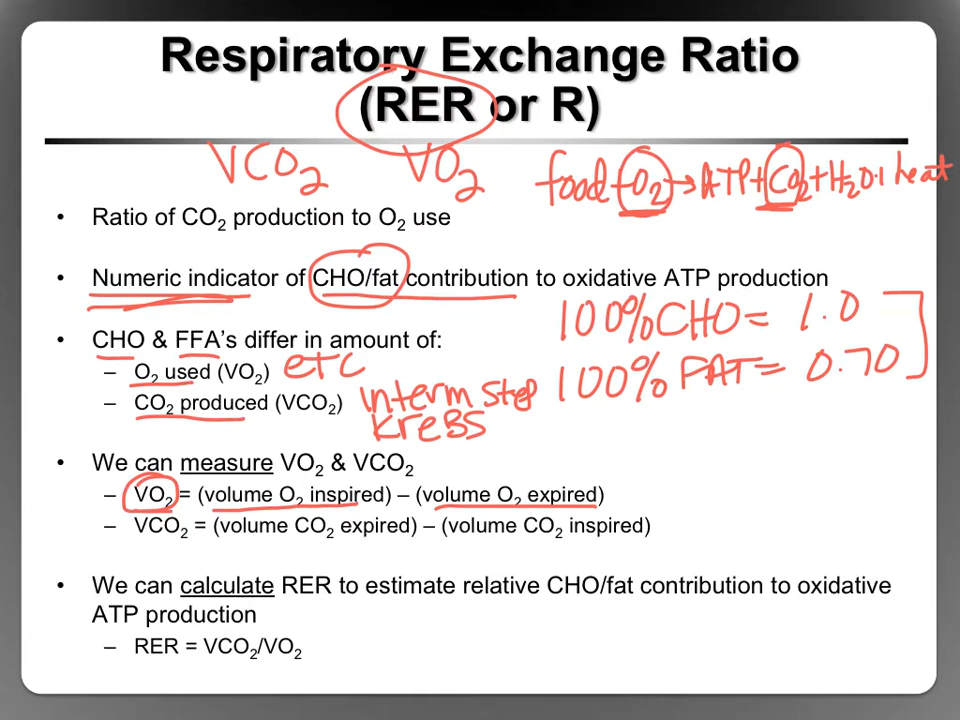 Respiratory Exchange Ratio
(RER or R)
VCO₂ VO₂ food + O₂ → ATP + CO₂ + H₂O + heat
• Ratio of CO₂ production to O₂ use
• Numeric indicator of CHO/fat contribution to oxidative ATP production
100% CHO = 1.0
• CHO & FFA's differ in amount of:
– O₂ used (VO₂) ETC
100% FAT = 0.70
– CO₂ produced (VCO₂) Interm Step
KREBS
• We can measure VO₂ & VCO₂
– VO₂ = (volume O₂ inspired) – (volume O₂ expired)
– VCO₂ = (volume CO₂ expired) – (volume CO₂ inspired)
• We can calculate RER to estimate relative CHO/fat contribution to oxidative
ATP production
– RER = VCO₂/VO₂